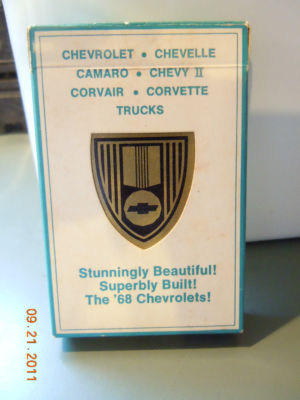 CHEVROLET • CHEVELLE
CAMARO • CHEVY II
CORVAIR • CORVETTE
TRUCKS
Stunningly Beautiful!
Superbly Built!
The '68 Chevrolets!
09.21.2011